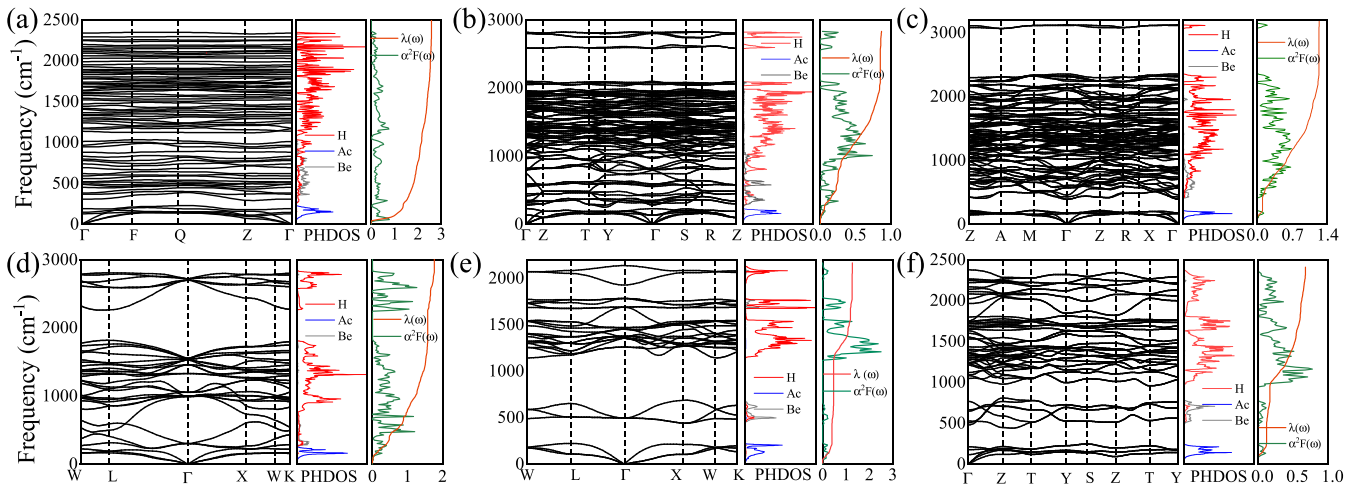 (a)
Frequency (cm⁻¹)
2500
2000
1500
1000
500
0
Γ F Q Z Γ
H
Ac
Be
PHDOS
λ(ω)
α²F(ω)
0 1 2 3
(b)
3000
2000
1000
0
Γ Z T Y Γ S R Z
H
Ac
Be
PHDOS
λ(ω)
α²F(ω)
0.0 0.5 1.0
(c)
3000
2000
1000
0
Z A M Γ Z R X Γ
H
Ac
Be
PHDOS
λ(ω)
α²F(ω)
0.0 0.7 1.4
(d)
Frequency (cm⁻¹)
3000
2000
1000
0
W L Γ X W K
H
Ac
Be
PHDOS
λ(ω)
α²F(ω)
0 1 2
(e)
2000
1500
1000
500
0
W L Γ X W K
H
Ac
Be
PHDOS
λ (ω)
α²F(ω)
0 1 2 3
(f)
2500
2000
1500
1000
500
0
Γ Z T Y S Z T Y
H
Ac
Be
PHDOS
λ(ω)
α²F(ω)
0.0 0.5 1.0